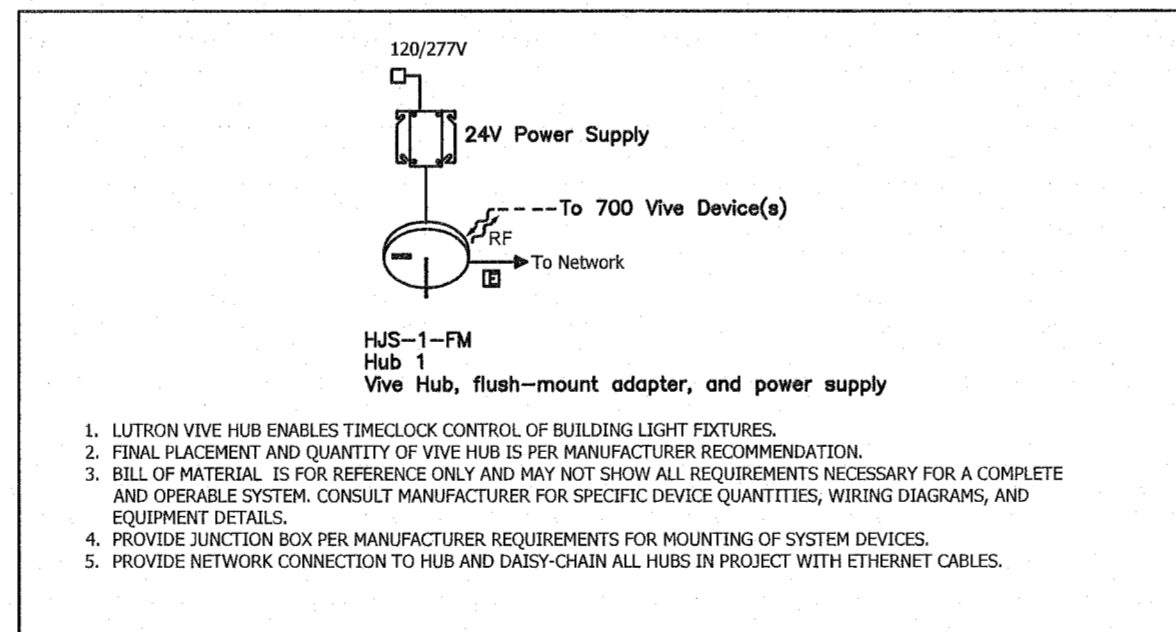 120/277V
24V Power Supply
To 700 Vive Device(s)
RF
To Network
E
HJS-1-FM
Hub 1
Vive Hub, flush-mount adapter, and power supply
1. LUTRON VIVE HUB ENABLES TIMECLOCK CONTROL OF BUILDING LIGHT FIXTURES.
2. FINAL PLACEMENT AND QUANTITY OF VIVE HUB IS PER MANUFACTURER RECOMMENDATION.
3. BILL OF MATERIAL IS FOR REFERENCE ONLY AND MAY NOT SHOW ALL REQUIREMENTS NECESSARY FOR A COMPLETE
AND OPERABLE SYSTEM. CONSULT MANUFACTURER FOR SPECIFIC DEVICE QUANTITIES, WIRING DIAGRAMS, AND
EQUIPMENT DETAILS.
4. PROVIDE JUNCTION BOX PER MANUFACTURER REQUIREMENTS FOR MOUNTING OF SYSTEM DEVICES.
5. PROVIDE NETWORK CONNECTION TO HUB AND DAISY-CHAIN ALL HUBS IN PROJECT WITH ETHERNET CABLES.